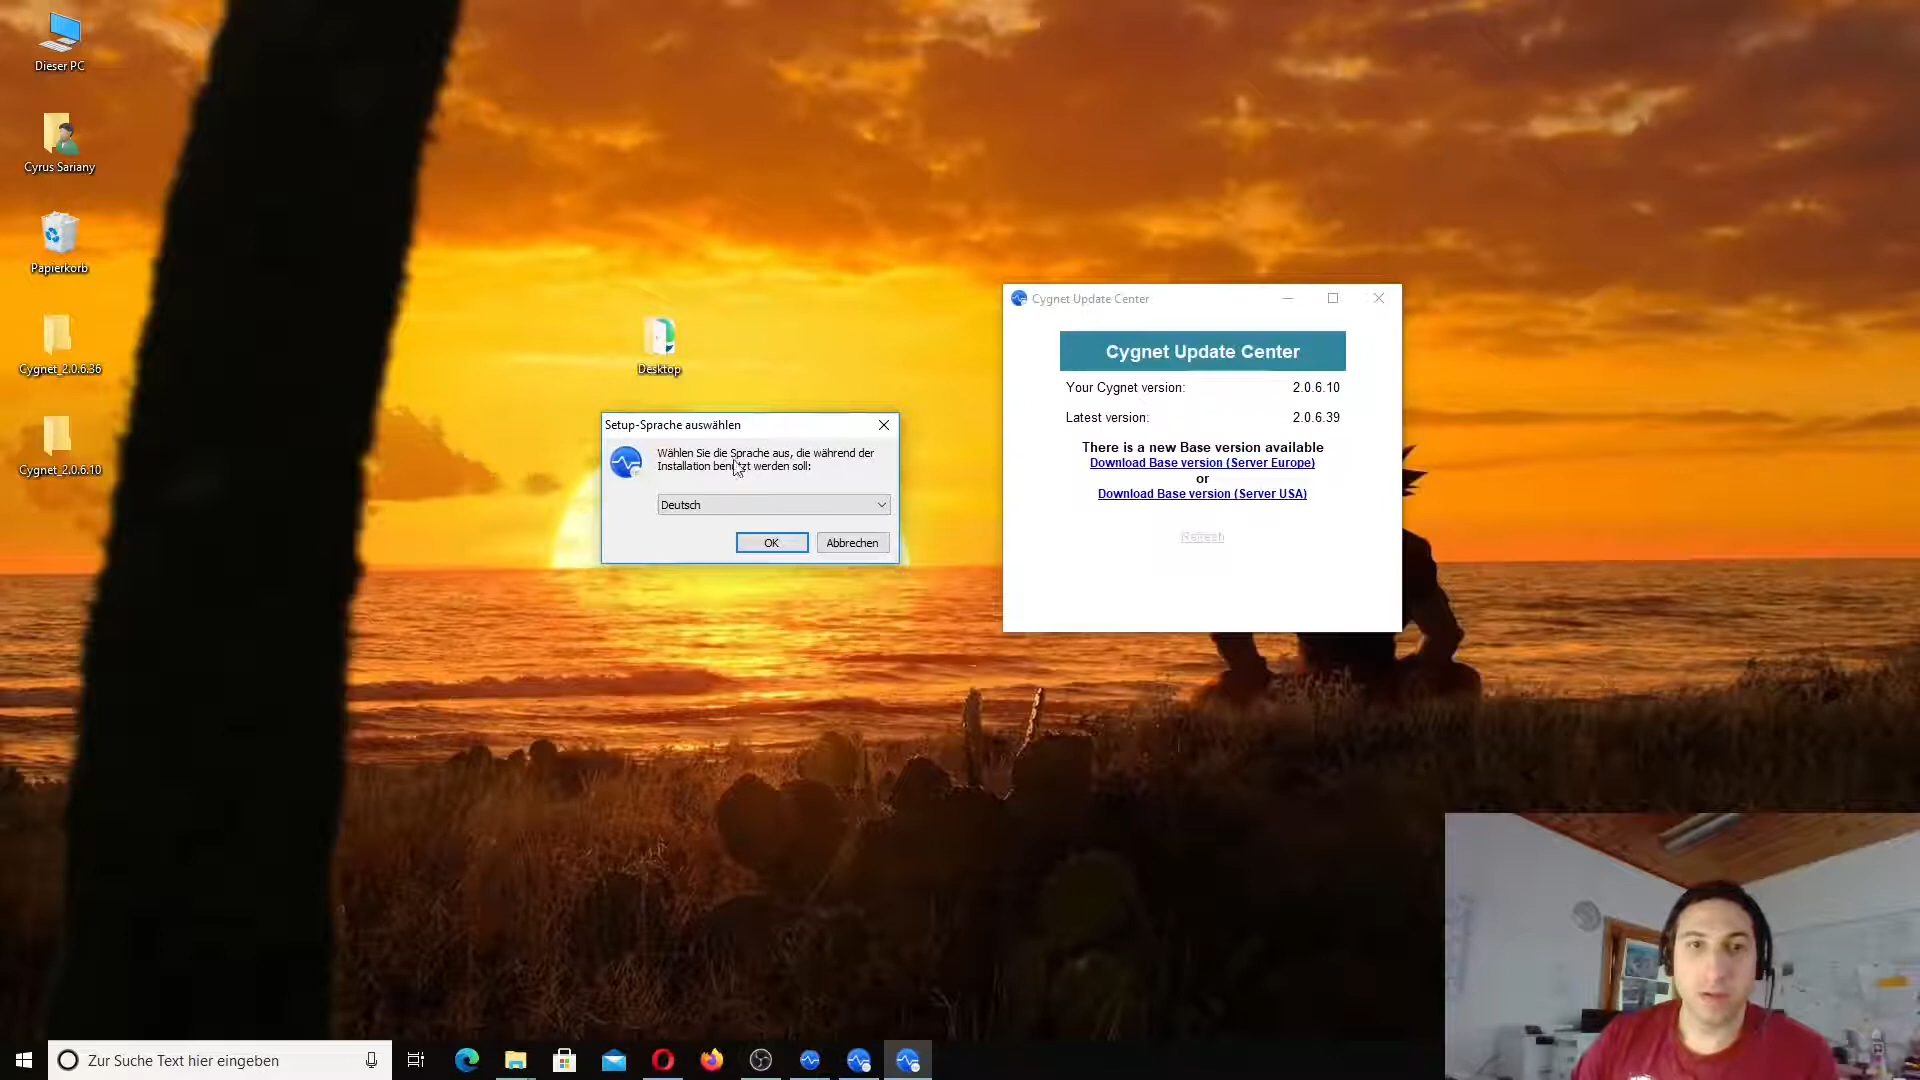 Dieser PC
Cyrus Sariany
Papierkorb
Cygnet_2.0.6.36
Cygnet_2.0.6.10
Desktop
Setup-Sprache auswählen
Wählen Sie die Sprache aus, die während der
Installation benutzt werden soll:
Deutsch
OK Abbrechen
Cygnet Update Center
Cygnet Update Center
Your Cygnet version: 2.0.6.10
Latest version: 2.0.6.39
There is a new Base version available
Download Base version (Server Europe)
or
Download Base version (Server USA)
Refresh
Zur Suche Text hier eingeben